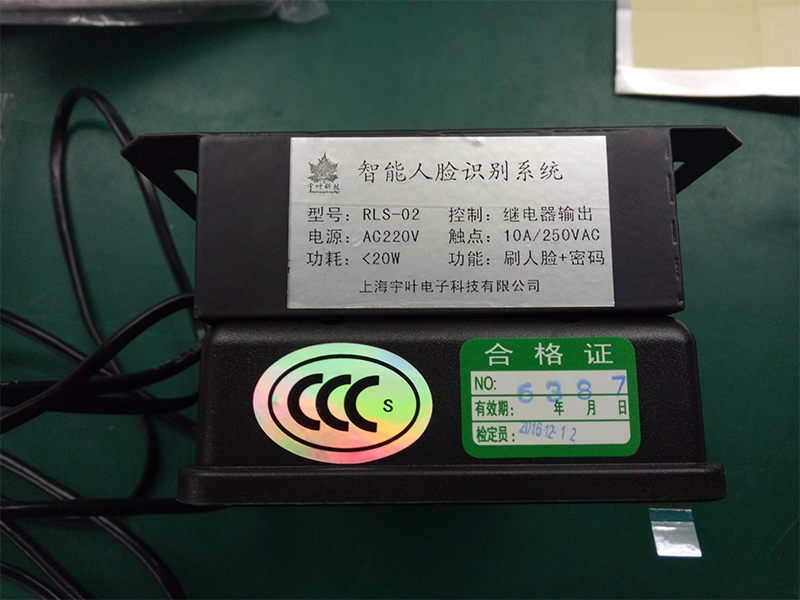 智能人脸识别系统
宇叶科技
型号：RLS-02 控制：继电器输出
电源：AC220V 触点：10A/250VAC
功耗：<20W 功能：刷人脸+密码
上海宇叶电子科技有限公司
CCC S
合格证
NO: 6387
有效期： 年 月 日
检定员：2016-12-12